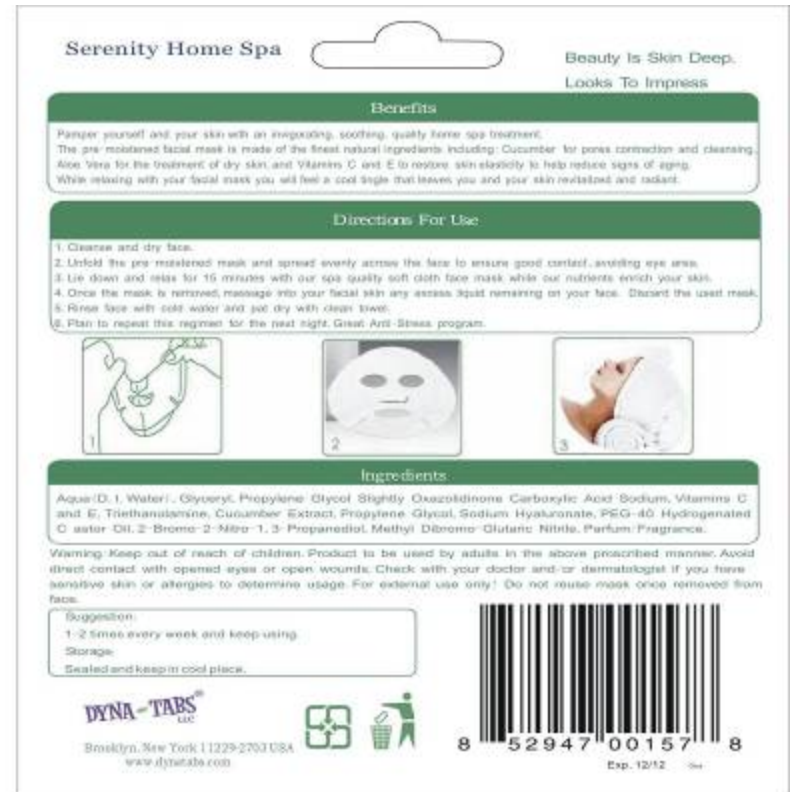 Serenity Home Spa
Beauty Is Skin Deep.
Looks To Impress
Benefits
Pamper yourself and your skin with an invigorating, soothing, quality home spa treatment.
The pre-moistened facial mask is made of the finest natural ingredients including: Cucumber for pores contraction and cleansing,
Aloe Vera for the treatment of dry skin, and Vitamins C and E to restore skin elasticity to help reduce signs of aging.
While relaxing with your facial mask you will feel a cool tingle that leaves you and your skin revitalized and radiant.
Directions For Use
1. Cleanse and dry face.
2. Unfold the pre-moistened mask and spread evenly across the face to ensure good contact, avoiding eye area.
3. Lie down and relax for 15 minutes with our spa quality soft cloth face mask while our nutrients enrich your skin.
4. Once the mask is removed, massage into your facial skin any excess liquid remaining on your face. Discard the used mask.
5. Rinse face with cold water and pat dry with clean towel.
6. Plan to repeat this regimen for the next night. Great Anti-Stress program.
1
2
3
Ingredients
Aqua(D. I. Water), Glyceryl, Propylene Glycol Slightly Oxazolidinone Carboxylic Acid Sodium, Vitamins C
and E, Triethanolamine, Cucumber Extract, Propylene Glycol, Sodium Hyaluronate, PEG-40 Hydrogenated
C astor Oil, 2-Bromo-2-Nitro-1, 3-Propanediol, Methyl Dibromo Glutaric Nitrile, Parfum/Fragrance.
Warning: Keep out of reach of children. Product to be used by adults in the above proscribed manner. Avoid
direct contact with opened eyes or open wounds. Check with your doctor and/or dermatologist if you have
sensitive skin or allergies to determine usage. For external use only! Do not reuse mask once removed from
face.
Suggestion:
1-2 times every week and keep using.
Storage:
Sealed and keep in cool place.
DYNA-TABS® LLC
Brooklyn, New York 11229-2703 USA
www.dynatabs.com
8 52947 00157 8
Exp. 12/12